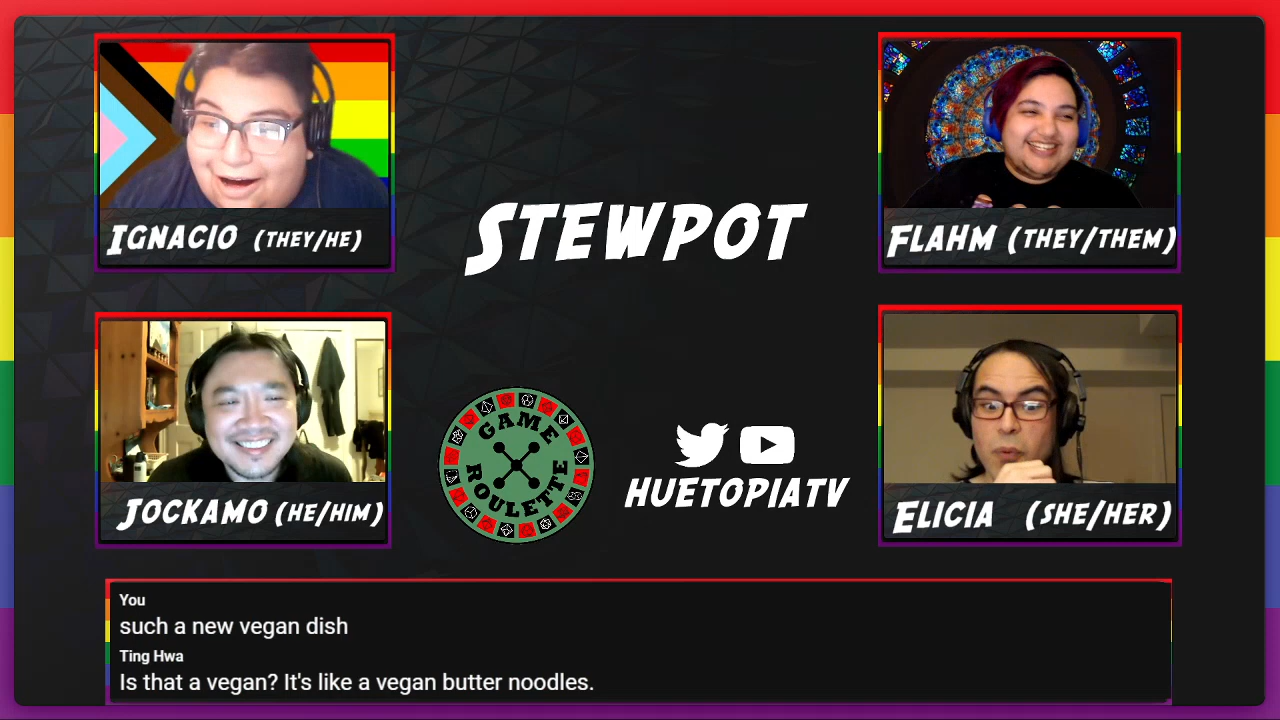 IGNACIO (THEY/HE)
STEWPOT
FLAHM (THEY/THEM)
JOCKAMO (HE/HIM)
GAME
ROULETTE
HUETOPIATV
ELICIA (SHE/HER)
You
such a new vegan dish
Ting Hwa
Is that a vegan? It's like a vegan butter noodles.